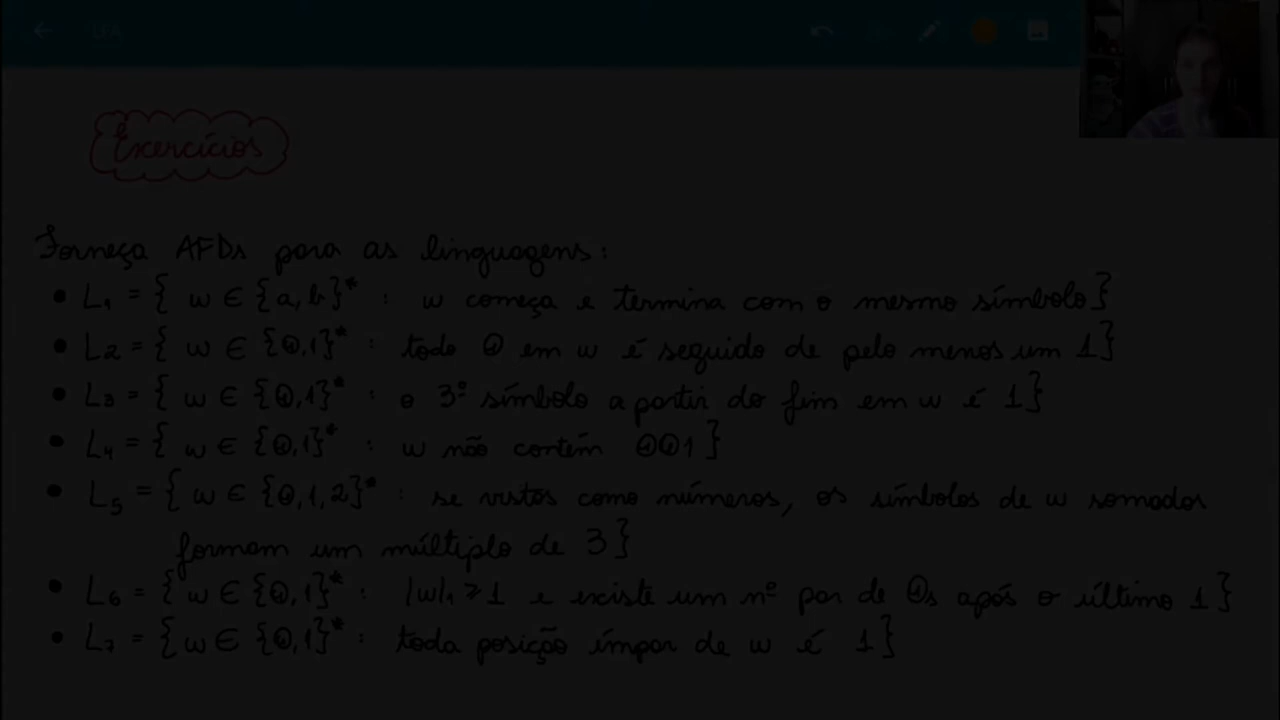 LFA
Exercícios
Forneça AFDs para as linguagens:
• L₁ = { w ∈ {a,b}* : w começa e termina com o mesmo símbolo}
• L₂ = { w ∈ {0,1}* : todo 0 em w é seguido de pelo menos um 1}
• L₃ = { w ∈ {0,1}* : o 3º símbolo a partir do fim em w é 1}
• L₄ = { w ∈ {0,1}* : w não contém 001}
• L₅ = { w ∈ {0,1,2}* : se vistos como números, os símbolos de w somados
formam um múltiplo de 3}
• L₆ = { w ∈ {0,1}* : |w|₁ ≥ 1 e existe um nº par de 0s após o último 1}
• L₇ = { w ∈ {0,1}* : toda posição ímpar de w é 1}